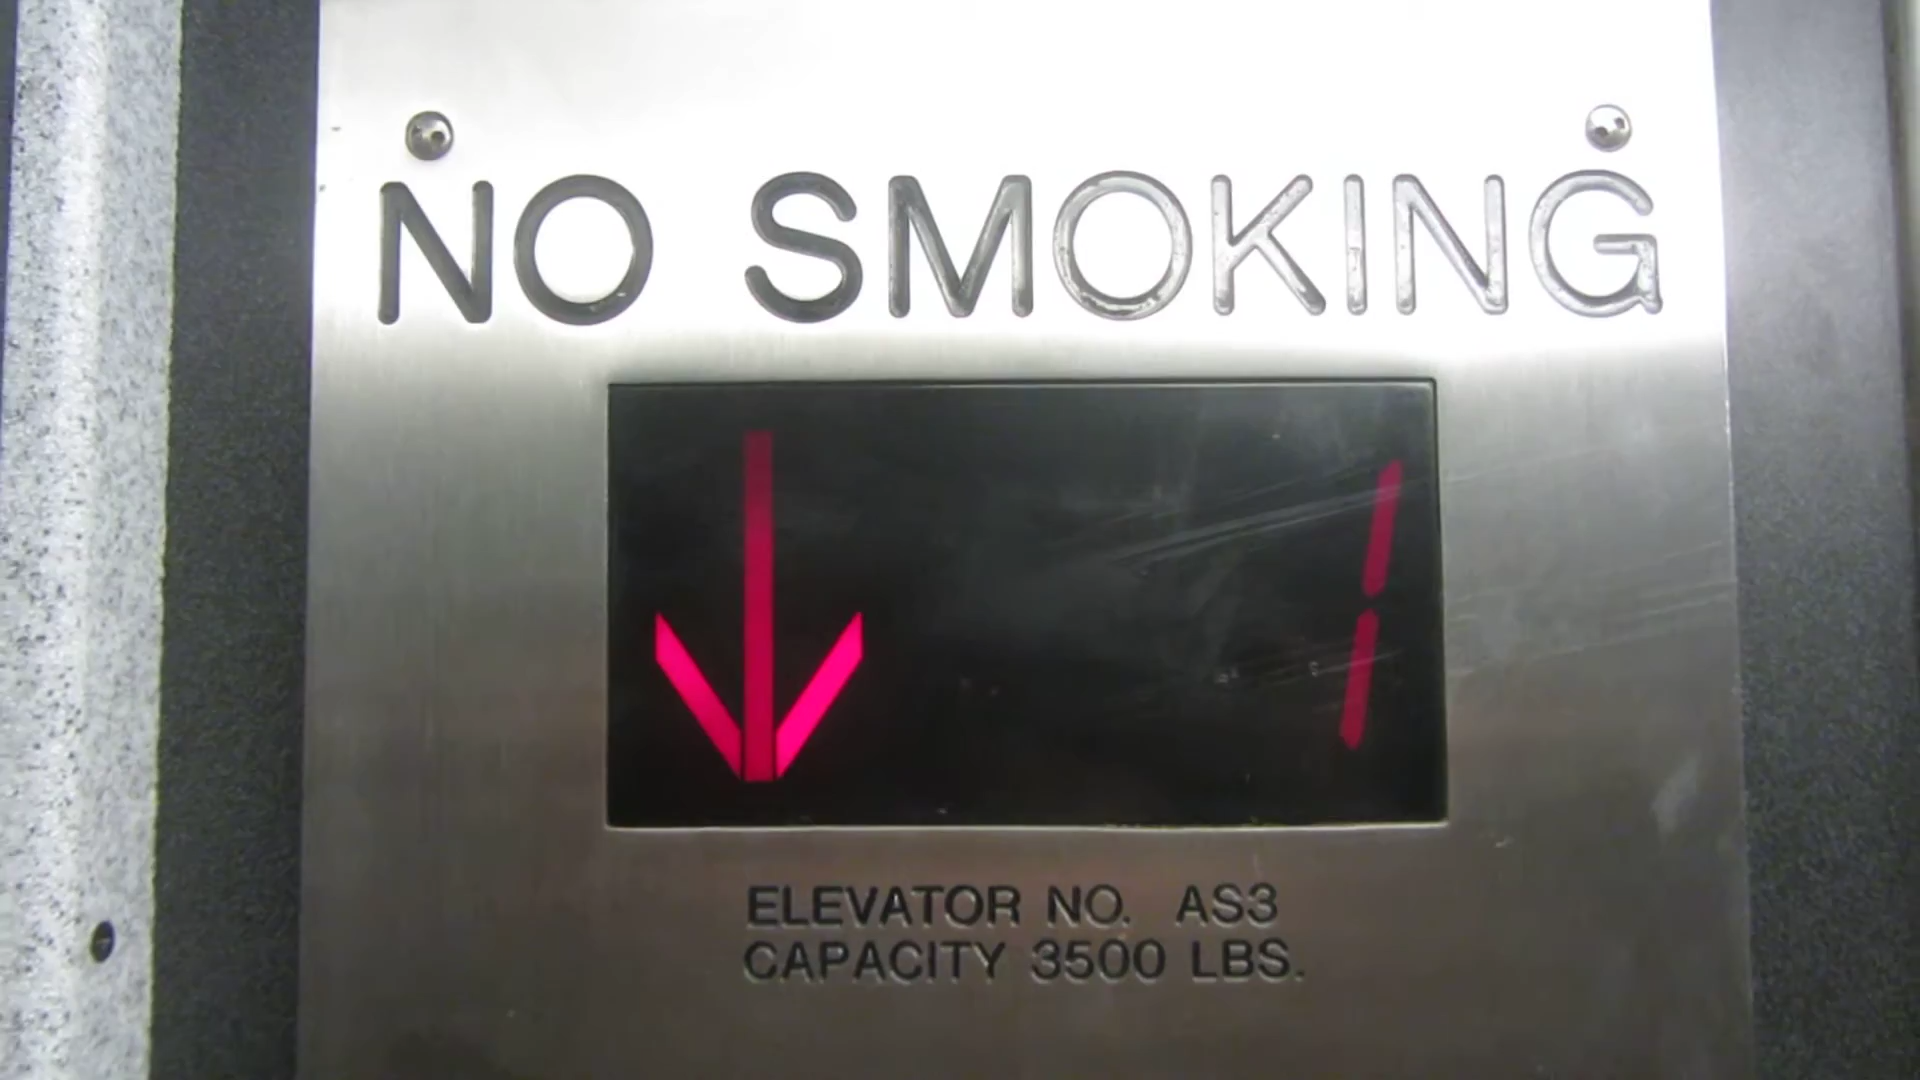 NO SMOKING
↓ 1
ELEVATOR NO. AS3
CAPACITY 3500 LBS.